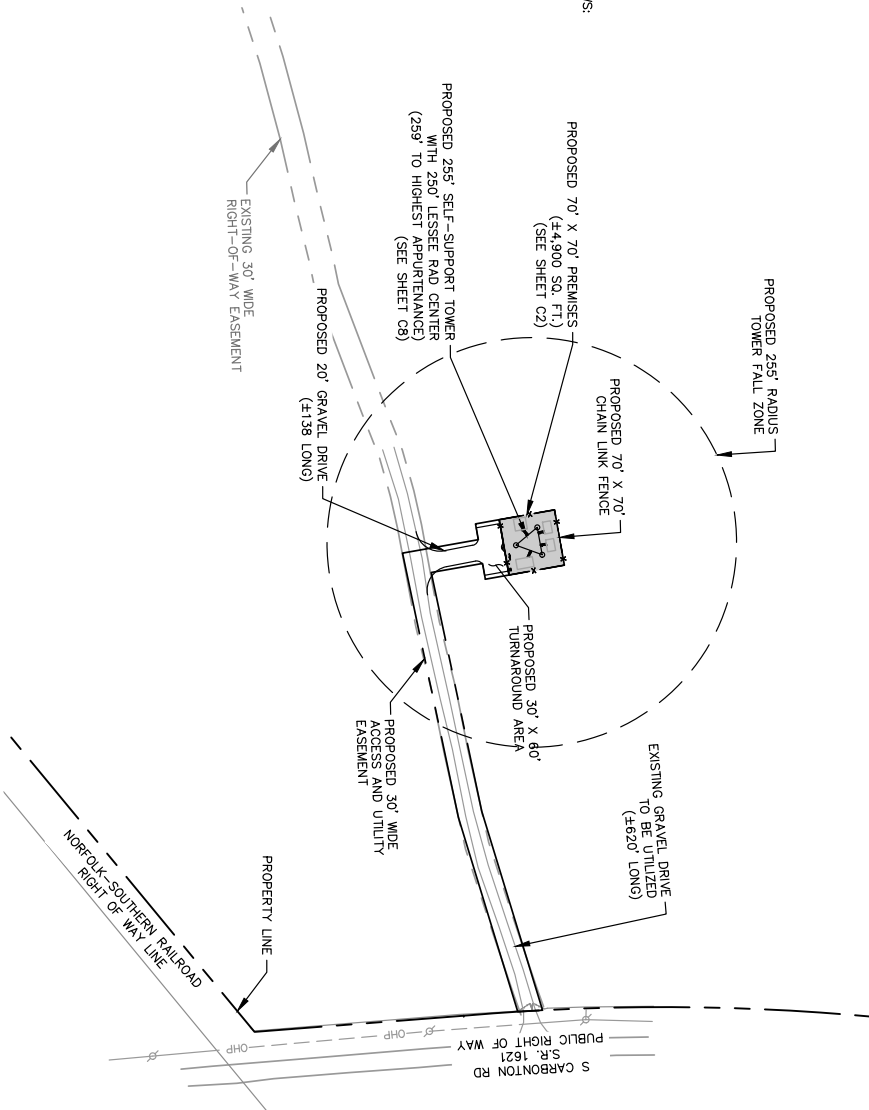 PROPOSED 255' RADIUS
TOWER FALL ZONE
PROPOSED 70' X 70' PREMISES
(±4,900 SQ. FT.)
(SEE SHEET C2)
PROPOSED 255' SELF-SUPPORT TOWER
WITH 250' LESSEE RAD CENTER
(259' TO HIGHEST APPURTENANCE)
(SEE SHEET C8)
EXISTING 30' WIDE
RIGHT-OF-WAY EASEMENT
PROPOSED 20' GRAVEL DRIVE
(±138 LONG)
PROPOSED 70' X 70'
CHAIN LINK FENCE
PROPOSED 30' X 60'
TURNAROUND AREA
PROPOSED 30' WIDE
ACCESS AND UTILITY
EASEMENT
EXISTING GRAVEL DRIVE
TO BE UTILIZED
(±620' LONG)
PROPERTY LINE
NORFOLK-SOUTHERN RAILROAD
RIGHT OF WAY LINE
OHP
OHP
S CARBONTON RD
S.R. 1621
PUBLIC RIGHT OF WAY